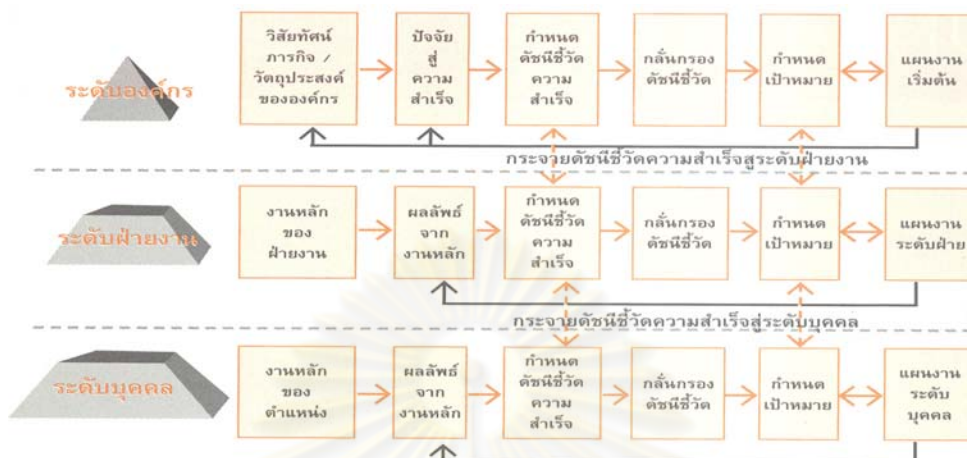 ระดับองค์กร
วิสัยทัศน์
ภารกิจ /
วัตถุประสงค์
ขององค์กร
ปัจจัย
สู่
ความ
สำเร็จ
กำหนด
ดัชนีชี้วัด
ความ
สำเร็จ
กลั่นกรอง
ดัชนีชี้วัด
กำหนด
เป้าหมาย
แผนงาน
เริ่มต้น
กระจายดัชนีชี้วัดความสำเร็จสู่ระดับฝ่ายงาน
ระดับฝ่ายงาน
งานหลัก
ของ
ฝ่ายงาน
ผลลัพธ์
จาก
งานหลัก
กำหนด
ดัชนีชี้วัด
ความ
สำเร็จ
กลั่นกรอง
ดัชนีชี้วัด
กำหนด
เป้าหมาย
แผนงาน
ระดับฝ่าย
กระจายดัชนีชี้วัดความสำเร็จสู่ระดับบุคคล
ระดับบุคคล
งานหลัก
ของ
ตำแหน่ง
ผลลัพธ์
จาก
งานหลัก
กำหนด
ดัชนีชี้วัด
ความ
สำเร็จ
กลั่นกรอง
ดัชนีชี้วัด
กำหนด
เป้าหมาย
แผนงาน
ระดับ
บุคคล